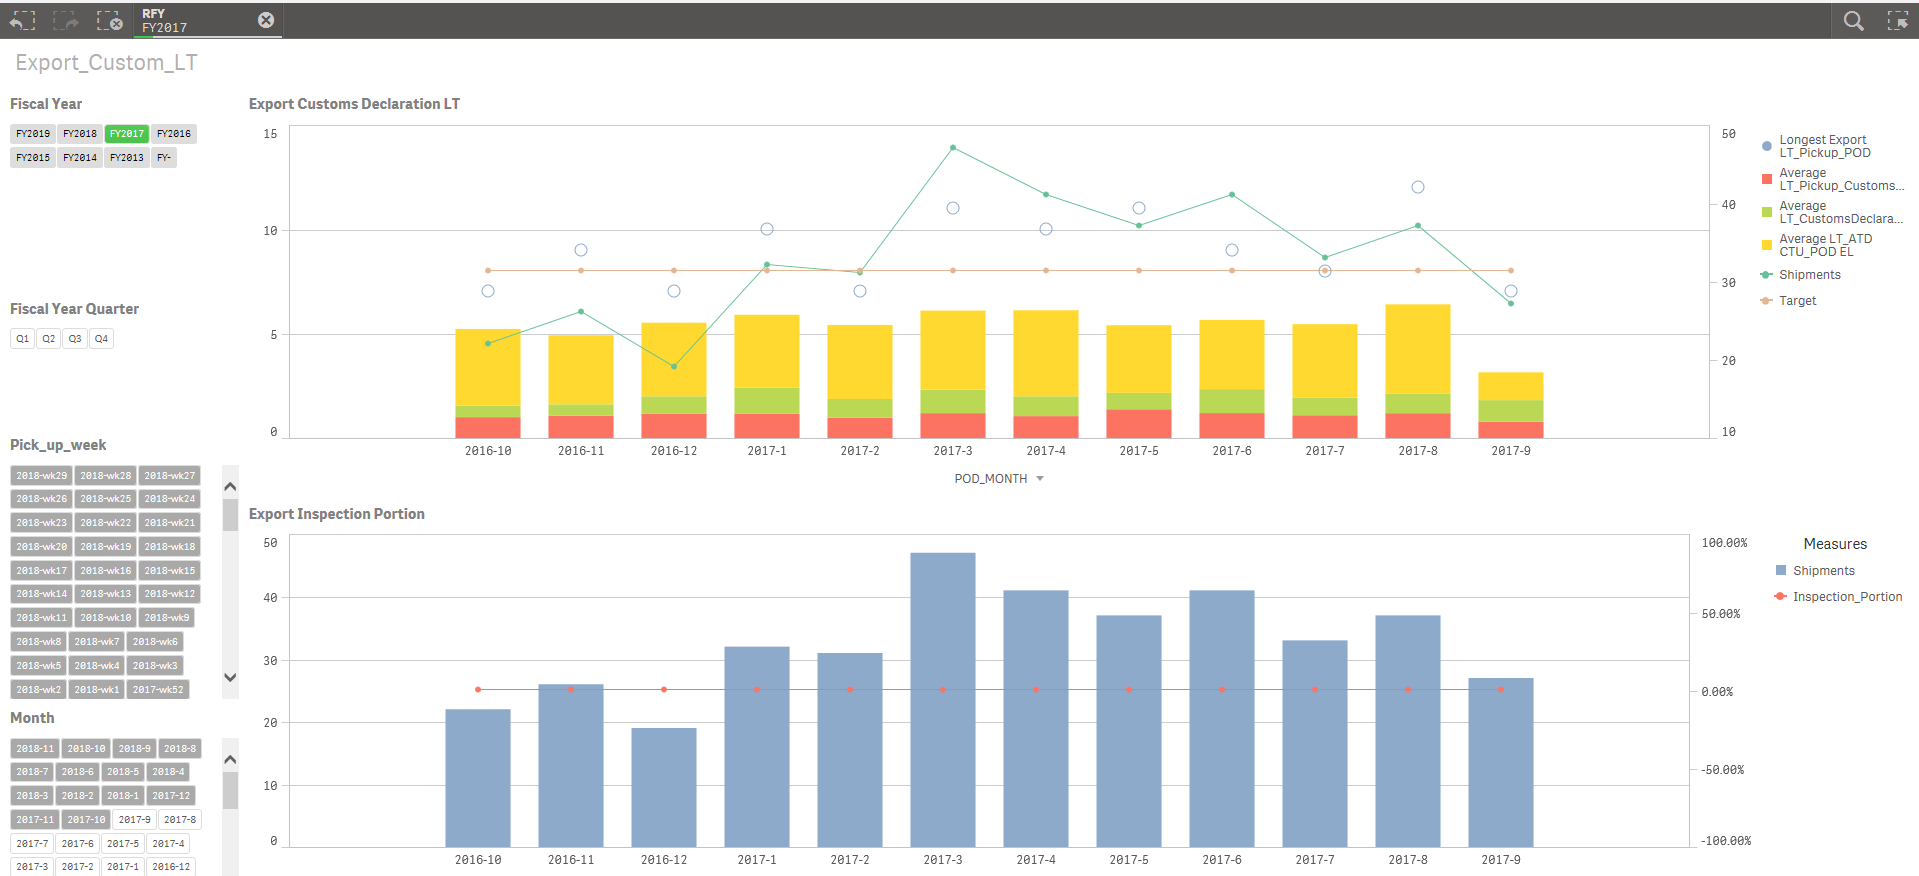 RFY
FY2017
Export_Custom_LT
Fiscal Year
FY2019 FY2018 FY2017 FY2016
FY2015 FY2014 FY2013 FY-
Fiscal Year Quarter
Q1 Q2 Q3 Q4
Pick_up_week
2018-wk29 2018-wk28 2018-wk27
2018-wk26 2018-wk25 2018-wk24
2018-wk23 2018-wk22 2018-wk21
2018-wk20 2018-wk19 2018-wk18
2018-wk17 2018-wk16 2018-wk15
2018-wk14 2018-wk13 2018-wk12
2018-wk11 2018-wk10 2018-wk9
2018-wk8 2018-wk7 2018-wk6
2018-wk5 2018-wk4 2018-wk3
2018-wk2 2018-wk1 2017-wk52
Month
2018-11 2018-10 2018-9 2018-8
2018-7 2018-6 2018-5 2018-4
2018-3 2018-2 2018-1 2017-12
2017-11 2017-10 2017-9 2017-8
2017-7 2017-6 2017-5 2017-4
2017-3 2017-2 2017-1 2016-12
Export Customs Declaration LT
15
10
5
0
50
40
30
20
10
2016-10 2016-11 2016-12 2017-1 2017-2 2017-3 2017-4 2017-5 2017-6 2017-7 2017-8 2017-9
POD_MONTH
Longest Export
LT_Pickup_POD
Average
LT_Pickup_Customs...
Average
LT_CustomsDeclara...
Average LT_ATD
CTU_POD EL
Shipments
Target
Export Inspection Portion
50
40
30
20
10
0
100.00%
50.00%
0.00%
-50.00%
-100.00%
2016-10 2016-11 2016-12 2017-1 2017-2 2017-3 2017-4 2017-5 2017-6 2017-7 2017-8 2017-9
Measures
Shipments
Inspection_Portion